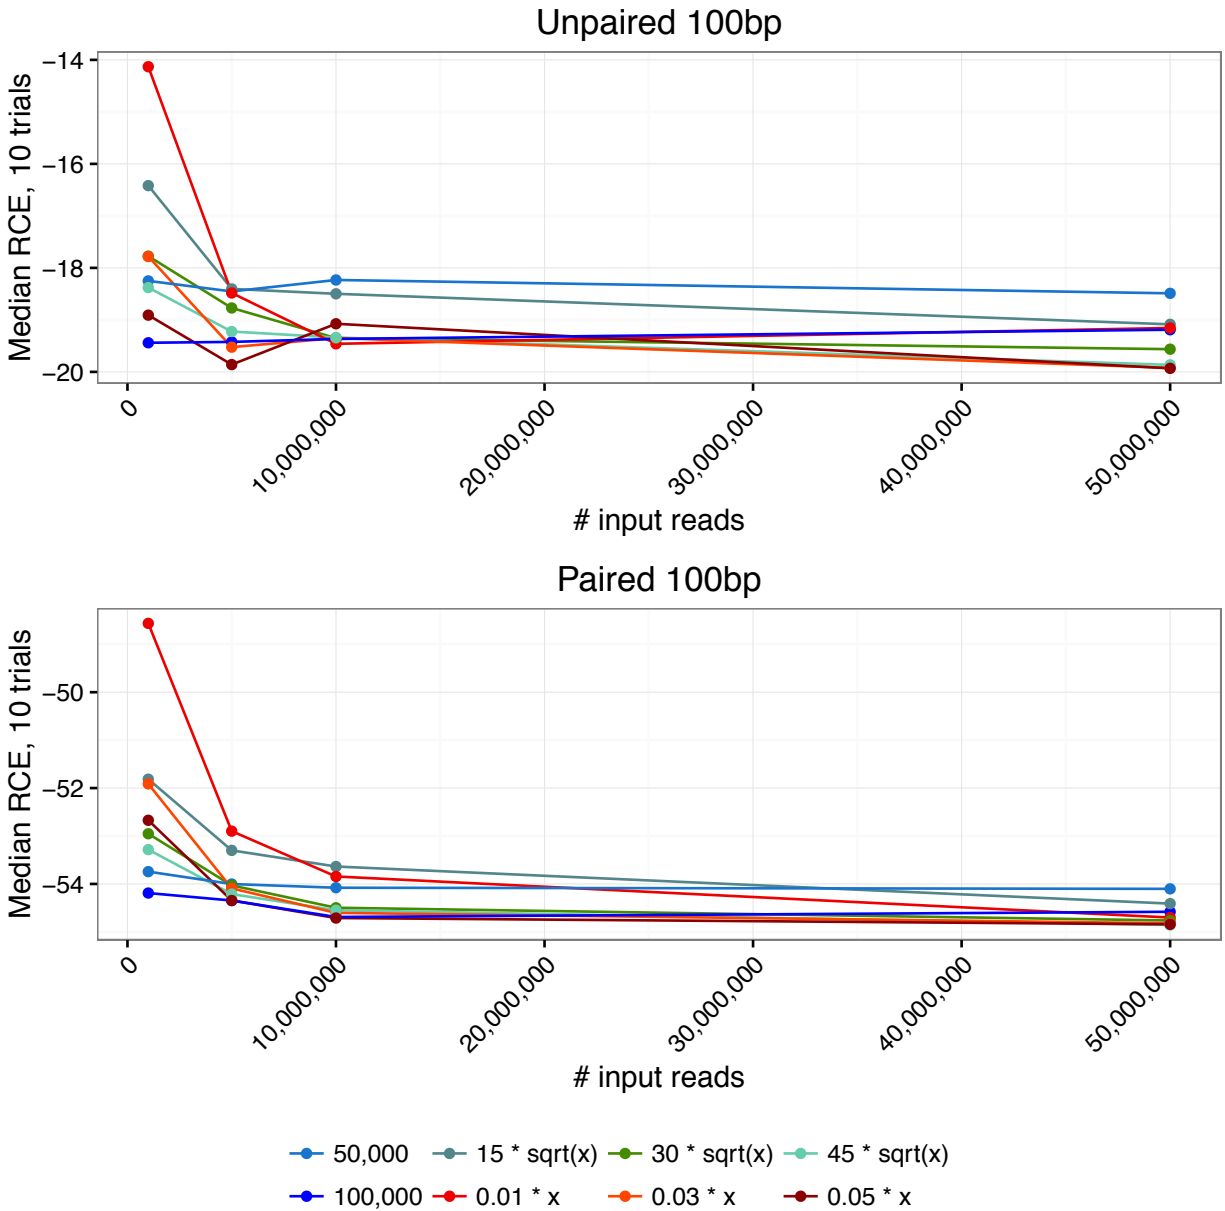 Unpaired 100bp
Median RCE, 10 trials
−14
−16
−18
−20
0
10,000,000
20,000,000
30,000,000
40,000,000
50,000,000
# input reads
Paired 100bp
Median RCE, 10 trials
−50
−52
−54
0
10,000,000
20,000,000
30,000,000
40,000,000
50,000,000
# input reads
50,000 15 * sqrt(x) 30 * sqrt(x) 45 * sqrt(x)
100,000 0.01 * x 0.03 * x 0.05 * x